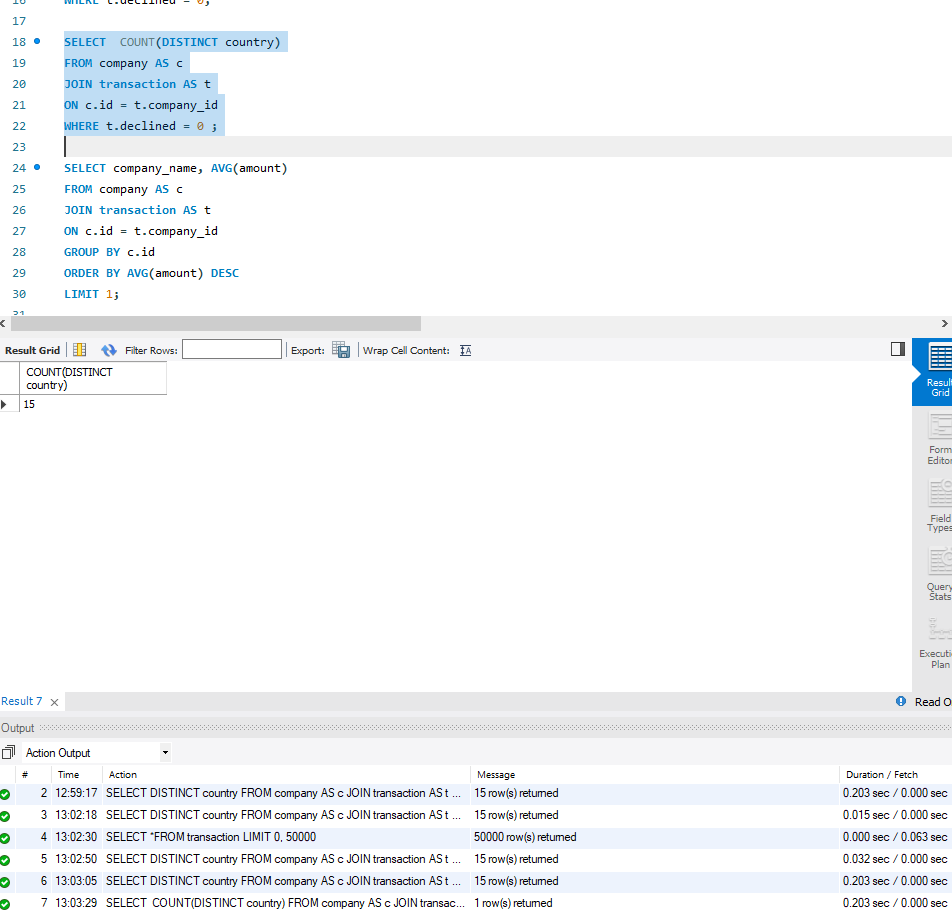 16 WHERE t.declined = 0;
17
18 SELECT  COUNT(DISTINCT country)
19 FROM company AS c
20 JOIN transaction AS t
21 ON c.id = t.company_id
22 WHERE t.declined = 0 ;
23
24 SELECT company_name, AVG(amount)
25 FROM company AS c
26 JOIN transaction AS t
27 ON c.id = t.company_id
28 GROUP BY c.id
29 ORDER BY AVG(amount) DESC
30 LIMIT 1;
31
Result Grid Filter Rows: Export: Wrap Cell Content: IA
COUNT(DISTINCT
country)
15
Result
Grid
Form
Editor
Field
Types
Query
Stats
Executi
Plan
Result 7 Read O
Output
Action Output
# Time Action Message Duration / Fetch
2 12:59:17 SELECT DISTINCT country FROM company AS c JOIN transaction AS t ... 15 row(s) returned 0.203 sec / 0.000 sec
3 13:02:18 SELECT DISTINCT country FROM company AS c JOIN transaction AS t ... 15 row(s) returned 0.015 sec / 0.000 sec
4 13:02:30 SELECT *FROM transaction LIMIT 0, 50000 50000 row(s) returned 0.000 sec / 0.063 sec
5 13:02:50 SELECT DISTINCT country FROM company AS c JOIN transaction AS t ... 15 row(s) returned 0.032 sec / 0.000 sec
6 13:03:05 SELECT DISTINCT country FROM company AS c JOIN transaction AS t ... 15 row(s) returned 0.203 sec / 0.000 sec
7 13:03:29 SELECT  COUNT(DISTINCT country) FROM company AS c JOIN transac... 1 row(s) returned 0.203 sec / 0.000 sec